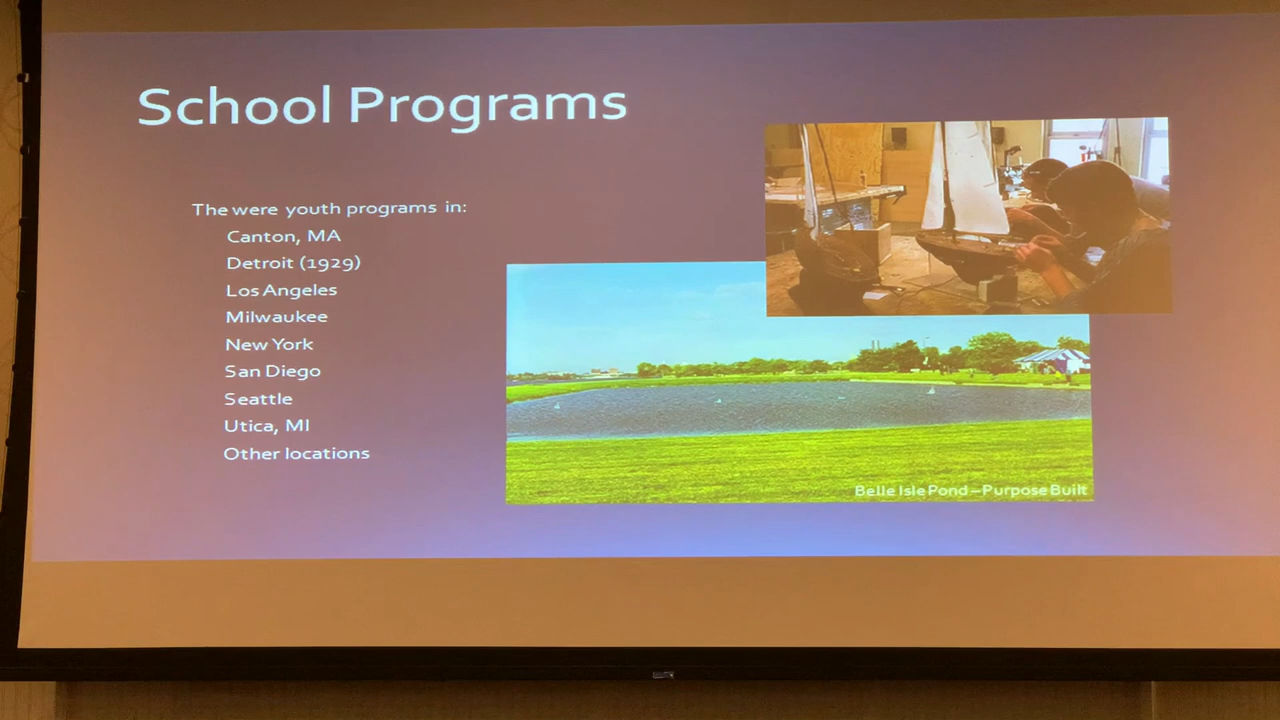 School Programs
The were youth programs in:
Canton, MA
Detroit (1929)
Los Angeles
Milwaukee
New York
San Diego
Seattle
Utica, MI
Other locations
Belle Isle Pond – Purpose Built